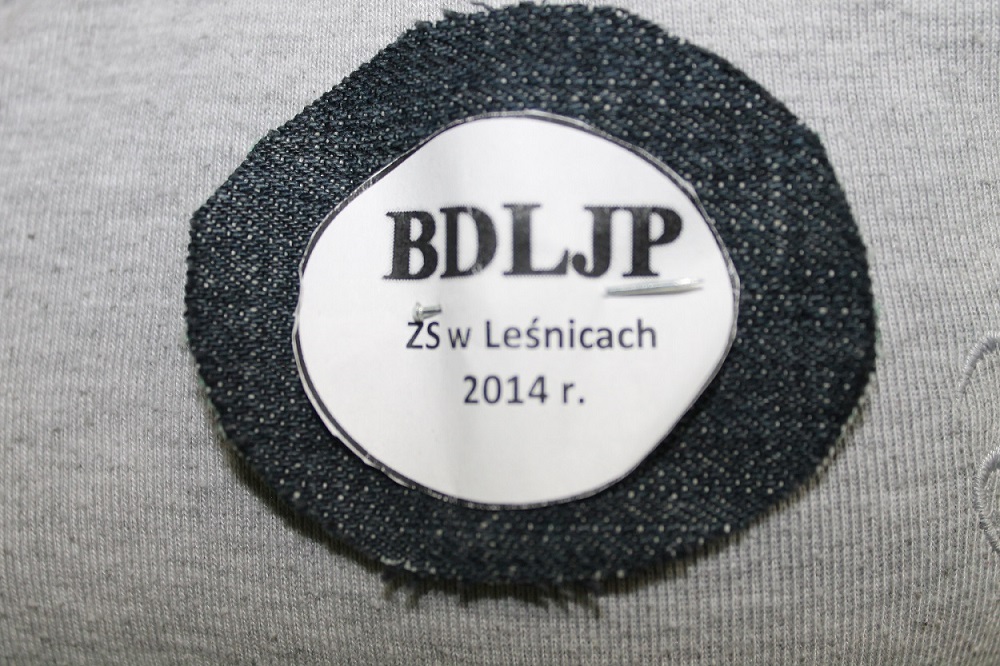 BDLJP
ZS w Leśnicach
2014 r.